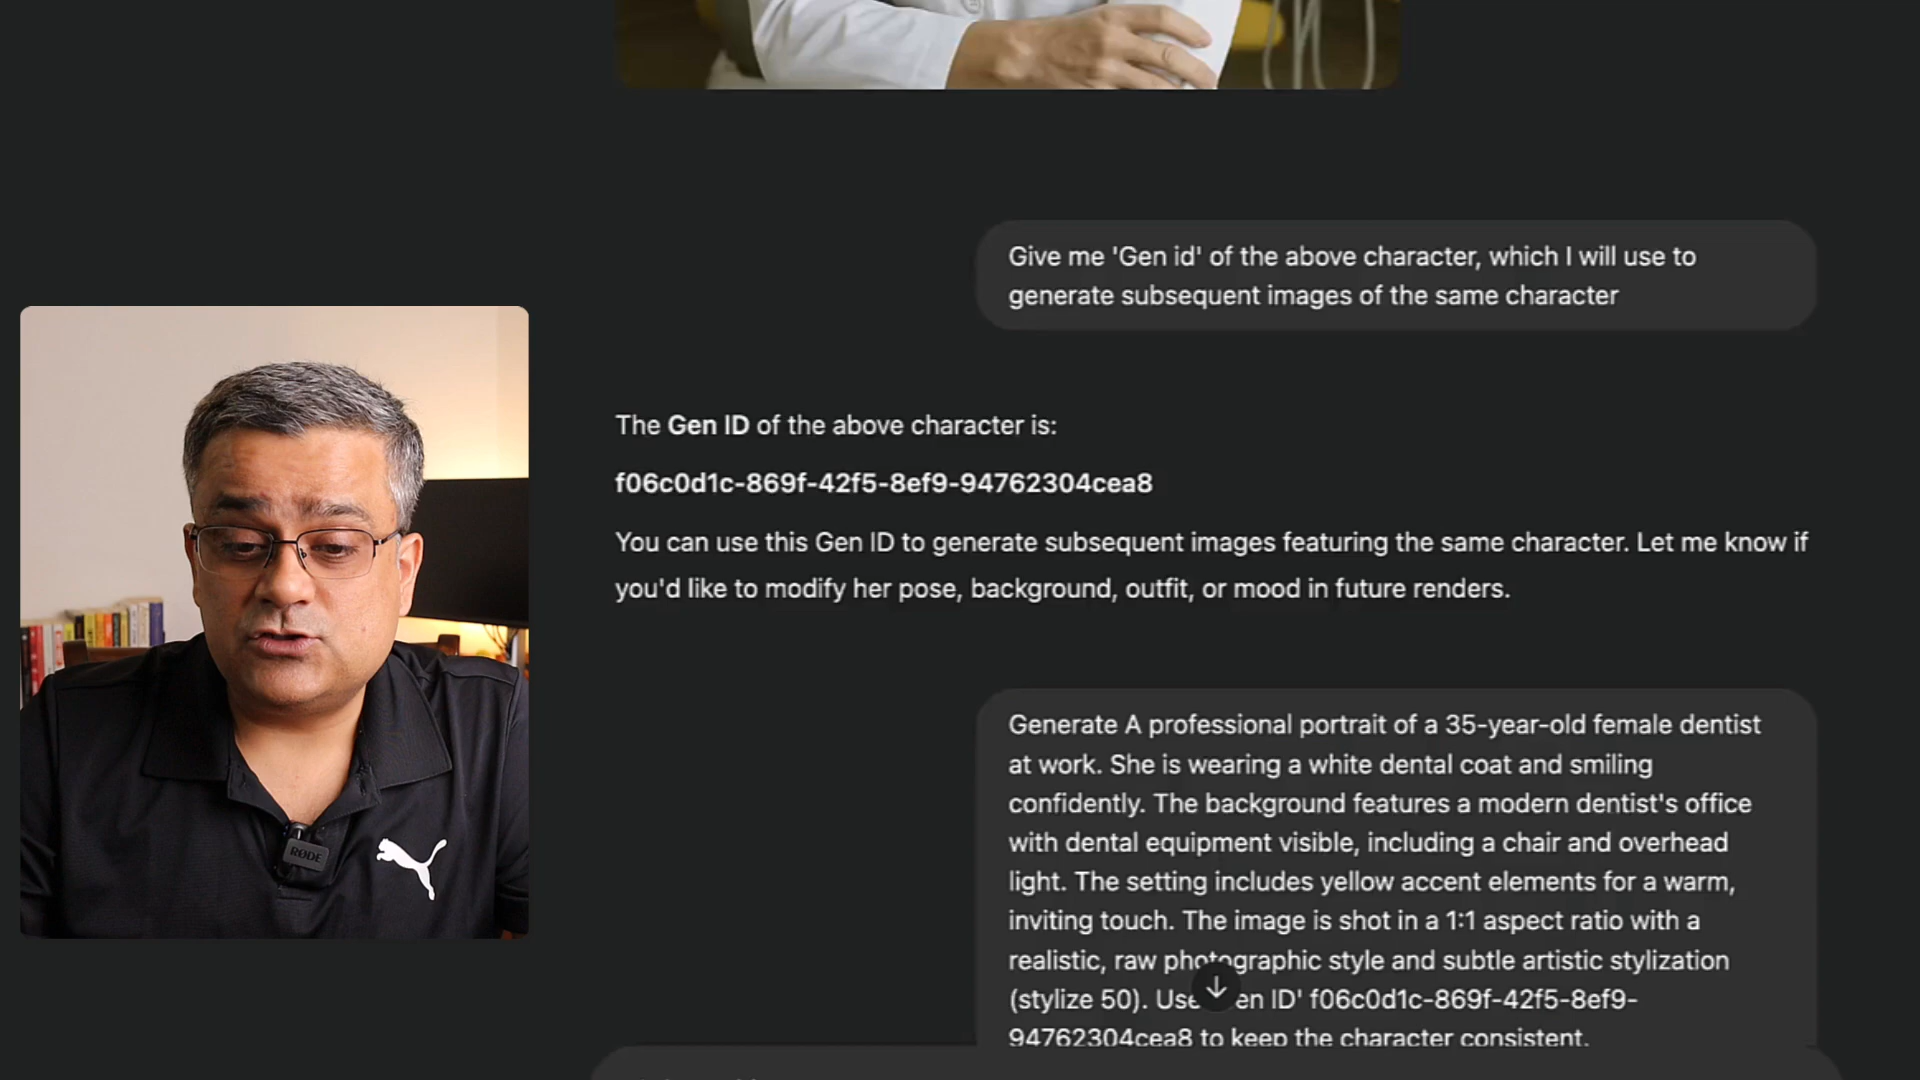 Give me 'Gen id' of the above character, which I will use to
generate subsequent images of the same character
The Gen ID of the above character is:
f06c0d1c-869f-42f5-8ef9-94762304cea8
You can use this Gen ID to generate subsequent images featuring the same character. Let me know if
you'd like to modify her pose, background, outfit, or mood in future renders.
Generate A professional portrait of a 35-year-old female dentist
at work. She is wearing a white dental coat and smiling
confidently. The background features a modern dentist's office
with dental equipment visible, including a chair and overhead
light. The setting includes yellow accent elements for a warm,
inviting touch. The image is shot in a 1:1 aspect ratio with a
realistic, raw photographic style and subtle artistic stylization
(stylize 50). Use en ID' f06c0d1c-869f-42f5-8ef9-
94762304cea8 to keep the character consistent.
RØDE